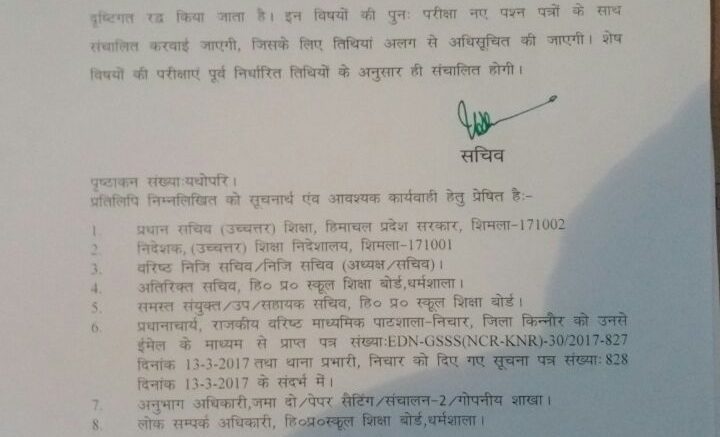 दृष्टिगत रद्द किया जाता है। इन विषयों की पुनः परीक्षा नए पश्न पत्रों के साथ
संचालित करवाई जाएगी, जिसके लिए तिथियां अलग से अधिसूचित की जाएगी। शेष
विषयों की परीक्षाएं पूर्व निर्धारित तिथियों के अनुसार ही संचालित होगी।
सचिव
पृष्ठाकन संख्याःयथोपरि।
प्रतिलिपि निम्नलिखित को सूचनार्थ एंव आवश्यक कार्यवाही हेतु प्रेषित हैः-
1. प्रधान सचिव (उच्चत्तर) शिक्षा, हिमाचल प्रदेश सरकार, शिमला-171002
2. निदेशक, (उच्चत्तर) शिक्षा निदेशालय, शिमला-171001
3. वरिष्ठ निजि सचिव/निजि सचिव (अध्यक्ष/सचिव)।
4. अतिरिक्त सचिव, हि० प्र० स्कूल शिक्षा बोर्ड,धर्मशाला।
5. समस्त संयुक्त/उप/सहायक सचिव, हि० प्र० स्कूल शिक्षा बोर्ड।
6. प्रधानाचार्य, राजकीय वरिष्ट माध्यमिक पाठशाला-निचार, जिला किन्नौर को उनसे
ईमेल के माध्यम से प्राप्त पत्र संख्या:EDN-GSSS(NCR-KNR)-30/2017-827
दिनांक 13-3-2017 तथा थाना प्रभारी, निचार को दिए गए सूचना पत्र संख्याः 828
दिनांक 13-3-2017 के संदर्भ में।
7. अनुभाग अधिकारी,जमा दो/पेपर सैटिंग/संचालन-2/गोपनीय शाखा।
8. लोक सम्पर्क अधिकारी, हि०प्र०स्कूल शिक्षा बोर्ड,धर्मशाला।